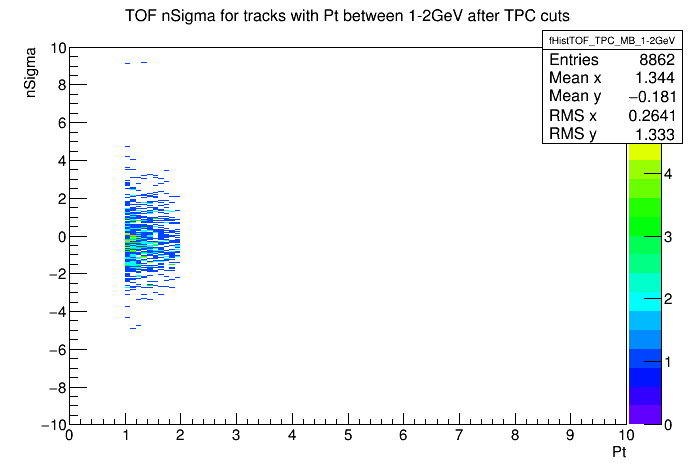 TOF nSigma for tracks with Pt between 1-2GeV after TPC cuts
fHistTOF_TPC_MB_1-2GeV
Entries 8862
Mean x 1.344
Mean y −0.181
RMS x 0.2641
RMS y 1.333
nSigma
10
8
6
4
2
0
−2
−4
−6
−8
−10
0 1 2 3 4 5 6 7 8 9 10
Pt
4
3
2
1
0